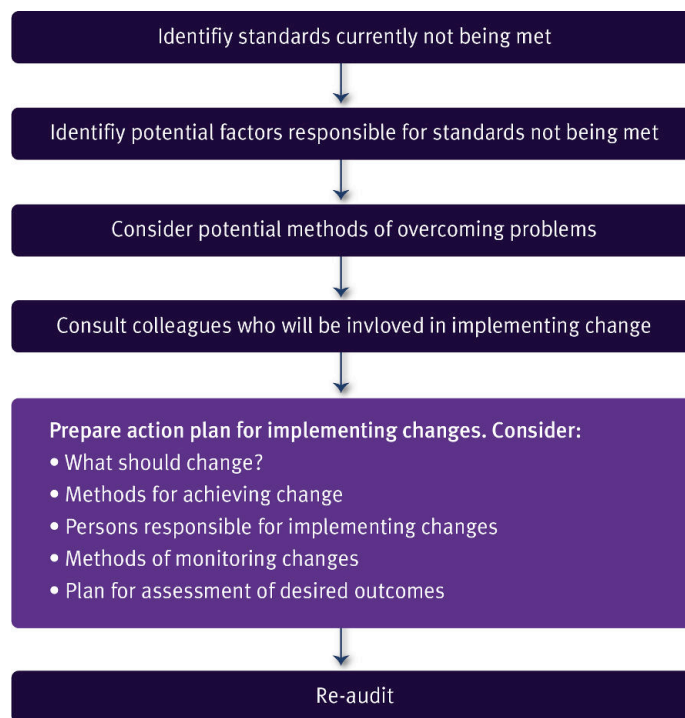 Identifiy standards currently not being met
Identifiy potential factors responsible for standards not being met
Consider potential methods of overcoming problems
Consult colleagues who will be invloved in implementing change
Prepare action plan for implementing changes. Consider:
• What should change?
• Methods for achieving change
• Persons responsible for implementing changes
• Methods of monitoring changes
• Plan for assessment of desired outcomes
Re-audit